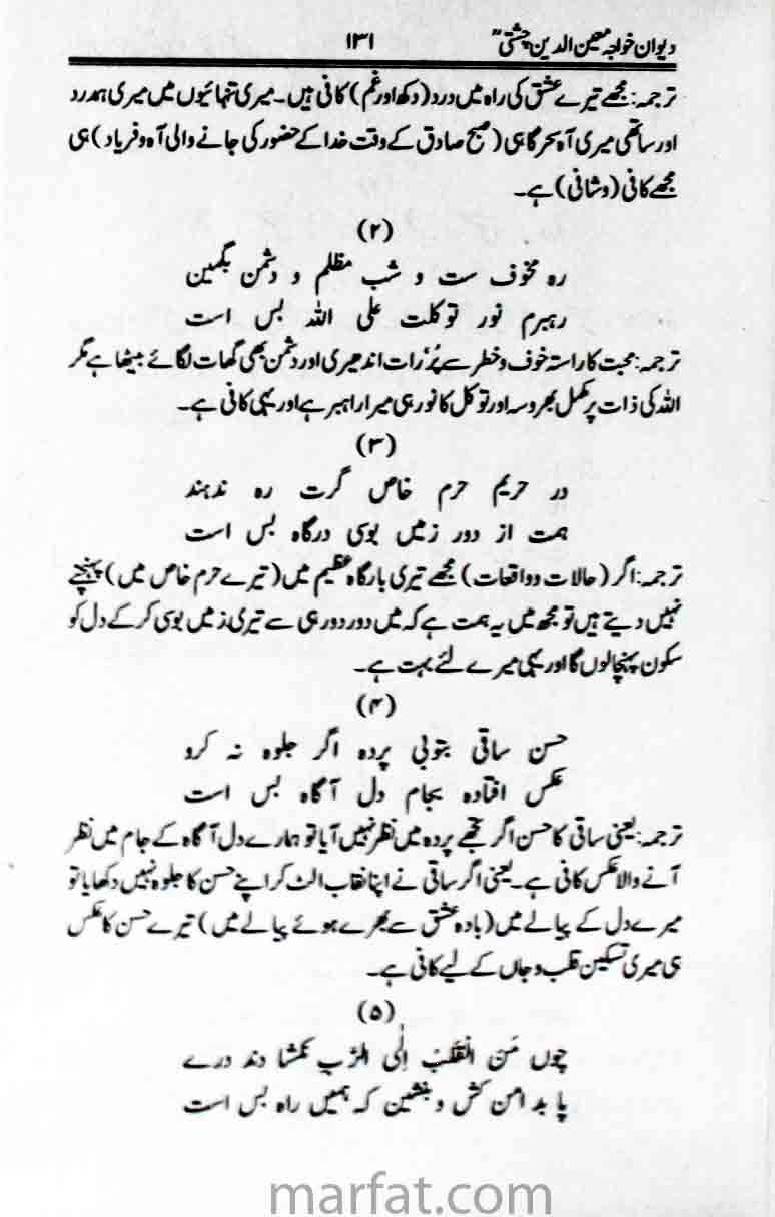 دیوان خواجہ معین الدین چشتیؒ ۱۳۱
ترجمہ: مجھے تیرے عشق کی راہ میں درد (دکھ اور غم) کافی ہیں۔ میری تنہائیوں میں میری ہمدرد
اور ساتھی میری آہ سحر گاہی (صبح صادق کے وقت خدا کے حضور کی جانے والی آہ و فریاد) ہی
مجھے کافی (وشافی) ہے۔
(۲)
رہ مخوف ست و شب مظلم و دشمن بکمین
رہبرم نور توکلت علی اللہ بس است
ترجمہ: محبت کا راستہ خوف و خطر سے پُر، رات اندھیری اور دشمن بھی گھات لگائے بیٹھا ہے مگر
اللہ کی ذات پر مکمل بھروسہ اور توکل کا نور ہی میرا راہبر ہے اور یہی کافی ہے۔
(۳)
در حریم حرم خاص گرت رہ ندہند
ہمت از دور زمیں بوسی درگاہ بس است
ترجمہ: اگر (حالات وواقعات) مجھے تیری بارگاہ عظیم میں (تیرے حرم خاص میں) پہنچنے
نہیں دیتے ہیں تو مجھ میں یہ ہمت ہے کہ میں دور دور ہی سے تیری زمیں بوسی کر کے دل کو
سکون پہنچا لوں گا اور یہی میرے لئے بہت ہے۔
(۴)
حسن ساقی بتوبی پردہ اگر جلوہ نہ کرد
عکس افتادہ بجام دل آگاہ بس است
ترجمہ: یعنی ساقی کا حسن اگر تجھے پردہ میں نظر نہیں آیا تو ہمارے دل آگاہ کے جام میں نظر
آنے والا عکس کافی ہے۔ یعنی اگر ساقی نے اپنا نقاب الٹ کر اپنے حسن کا جلوہ نہیں دکھایا تو
میرے دل کے پیالے میں (بادہ عشق سے بھرے ہوئے پیالے میں) تیرے حسن کا عکس
ہی میری تسکین قلب و جاں کے لیے کافی ہے۔
(۵)
چوں مَن القلب اِلٰی الرّب کشا دند درے
پا بد امن کش و بنشین کہ ہمیں راہ بس است
marfat.com